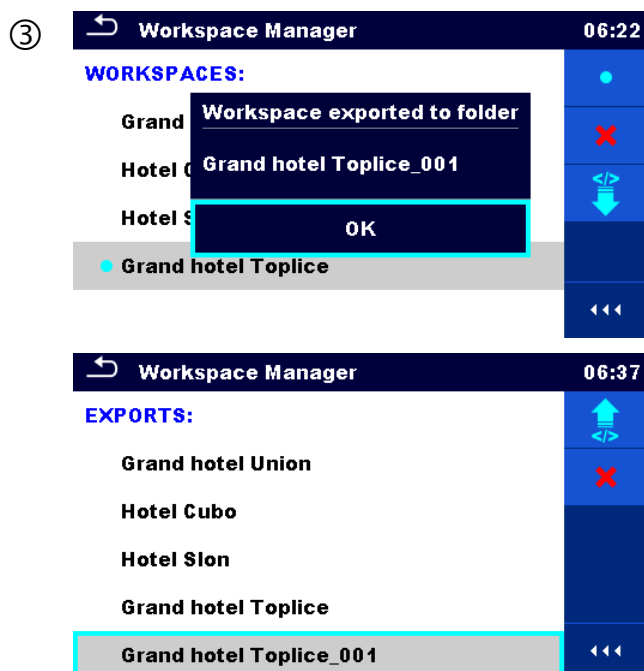 ③
Workspace Manager 06:22
WORKSPACES:
Grand
Workspace exported to folder
Hotel
Grand hotel Toplice_001
Hotel
OK
Grand hotel Toplice
Workspace Manager 06:37
EXPORTS:
</>
Grand hotel Union
Hotel Cubo
Hotel Slon
Grand hotel Toplice
Grand hotel Toplice_001